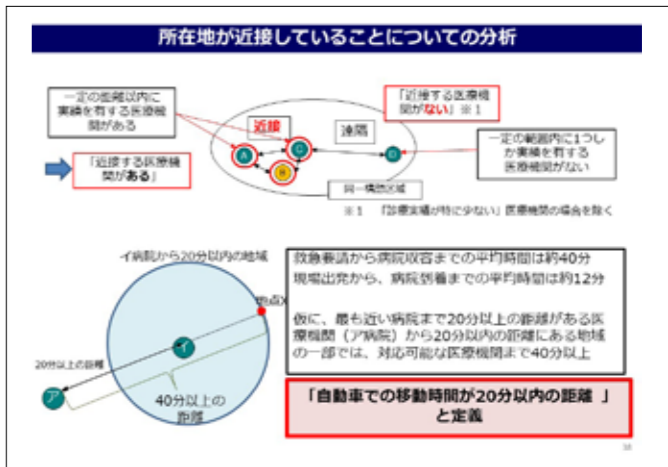 所在地が近接していることについての分析
一定の距離以内に
実績を有する医療機
関がある
「近接する医療機
関がない」※1
近接
遠隔
A
C
B
D
「近接する医療機
関がある」
一定の範囲内に1つし
か実績を有する
医療機関がない
同一構想区域
※1 「診療実績が特に少ない」医療機関の場合を除く
イ病院から20分以内の地域
地点X
イ
20分以上の距離
ア
40分以上の
距離
救急要請から病院収容までの平均時間は約40分
現場出発から、病院到着までの平均時間は約12分
仮に、最も近い病院まで20分以上の距離がある医
療機関（ア病院）から20分以内の距離にある地域
の一部では、対応可能な医療機関まで40分以上
「自動車での移動時間が20分以内の距離 」
と定義